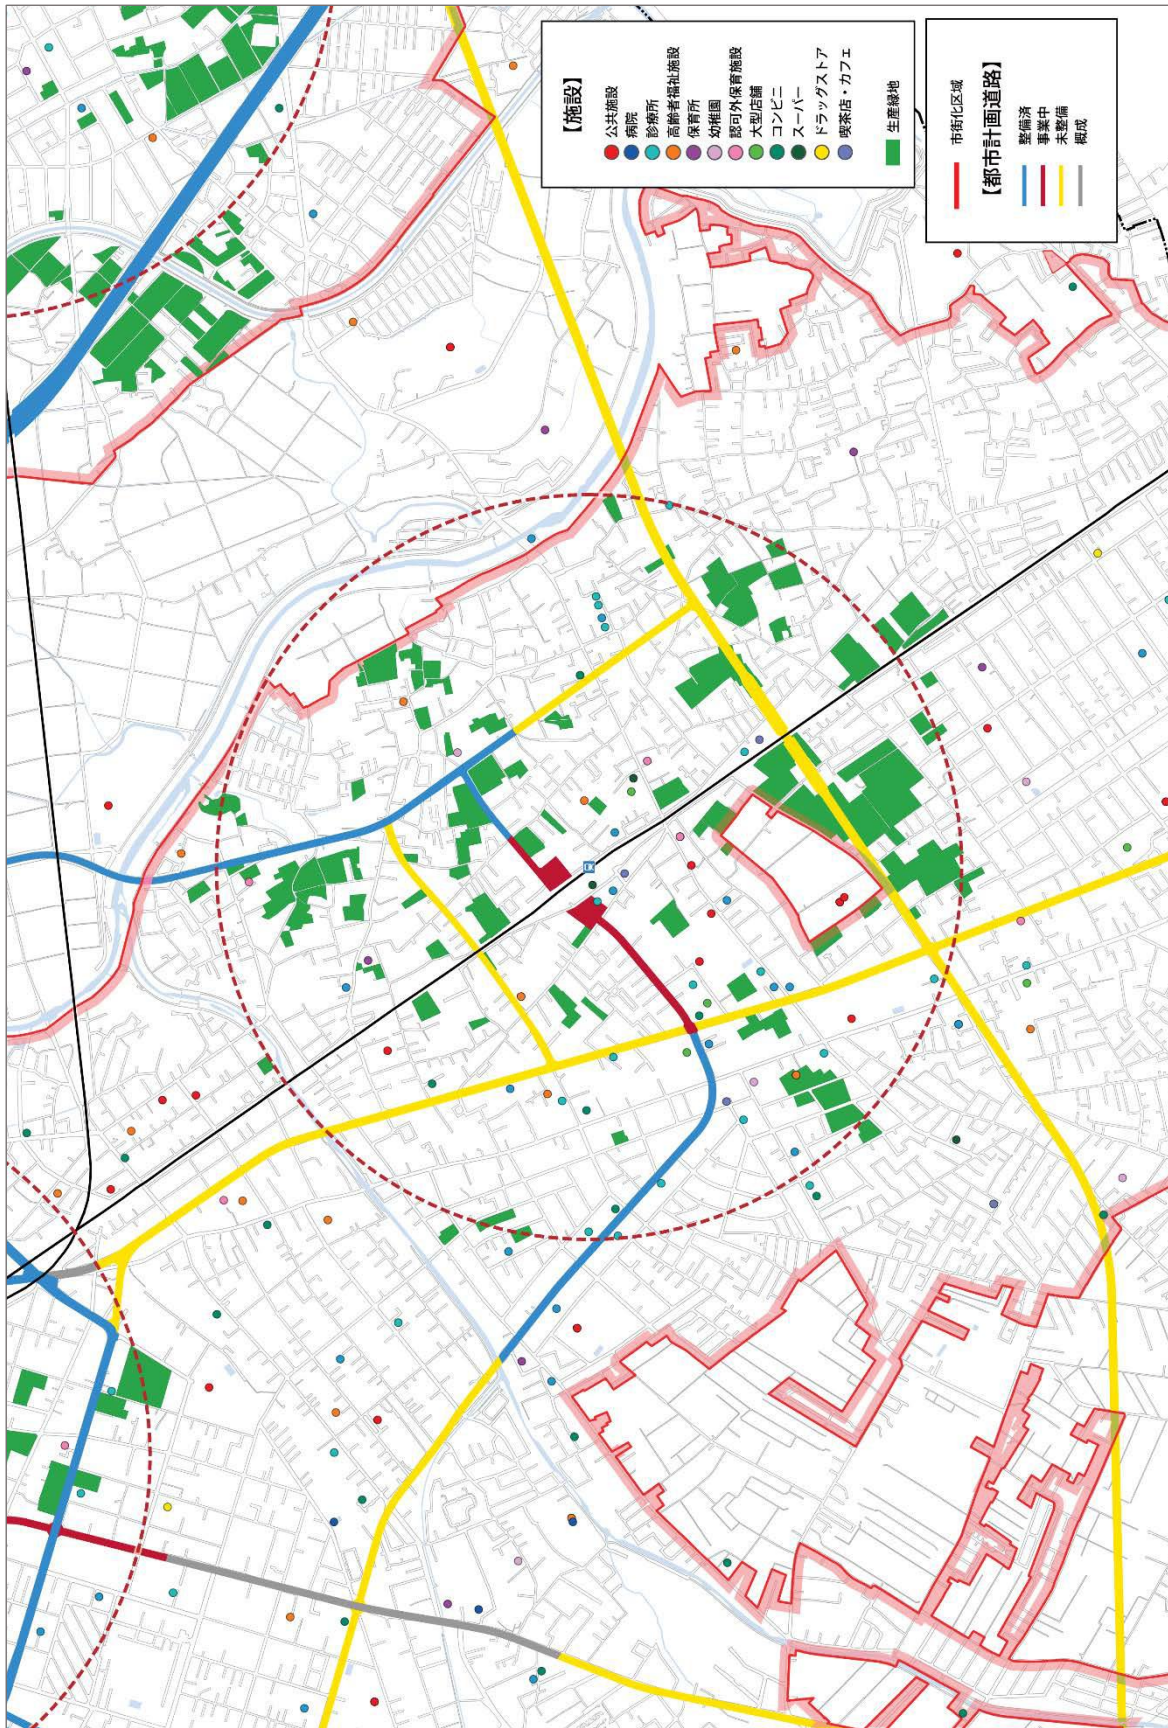 【施設】
公共施設
病院
診療所
高齢者福祉施設
保育所
幼稚園
認可外保育施設
大型店舗
コンビニ
スーパー
ドラッグストア
喫茶店・カフェ
生産緑地
市街化区域
【都市計画道路】
整備済
事業中
未整備
概成